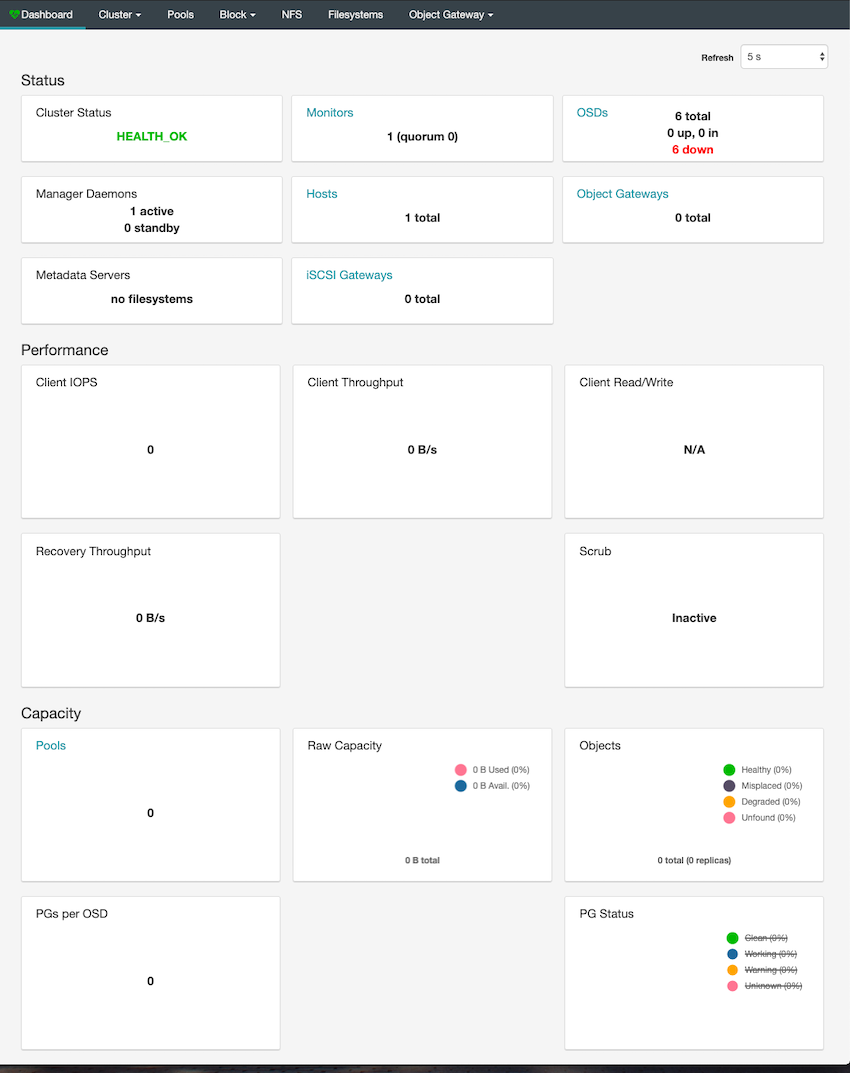 Dashboard Cluster Pools Block NFS Filesystems Object Gateway
Refresh 5 s
Status
Cluster Status
HEALTH_OK
Monitors
1 (quorum 0)
OSDs
6 total
0 up, 0 in
6 down
Manager Daemons
1 active
0 standby
Hosts
1 total
Object Gateways
0 total
Metadata Servers
no filesystems
iSCSI Gateways
0 total
Performance
Client IOPS
0
Client Throughput
0 B/s
Client Read/Write
N/A
Recovery Throughput
0 B/s
Scrub
Inactive
Capacity
Pools
0
Raw Capacity
0 B Used (0%)
0 B Avail. (0%)
0 B total
Objects
Healthy (0%)
Misplaced (0%)
Degraded (0%)
Unfound (0%)
0 total (0 replicas)
PGs per OSD
0
PG Status
Clean (0%)
Working (0%)
Warning (0%)
Unknown (0%)